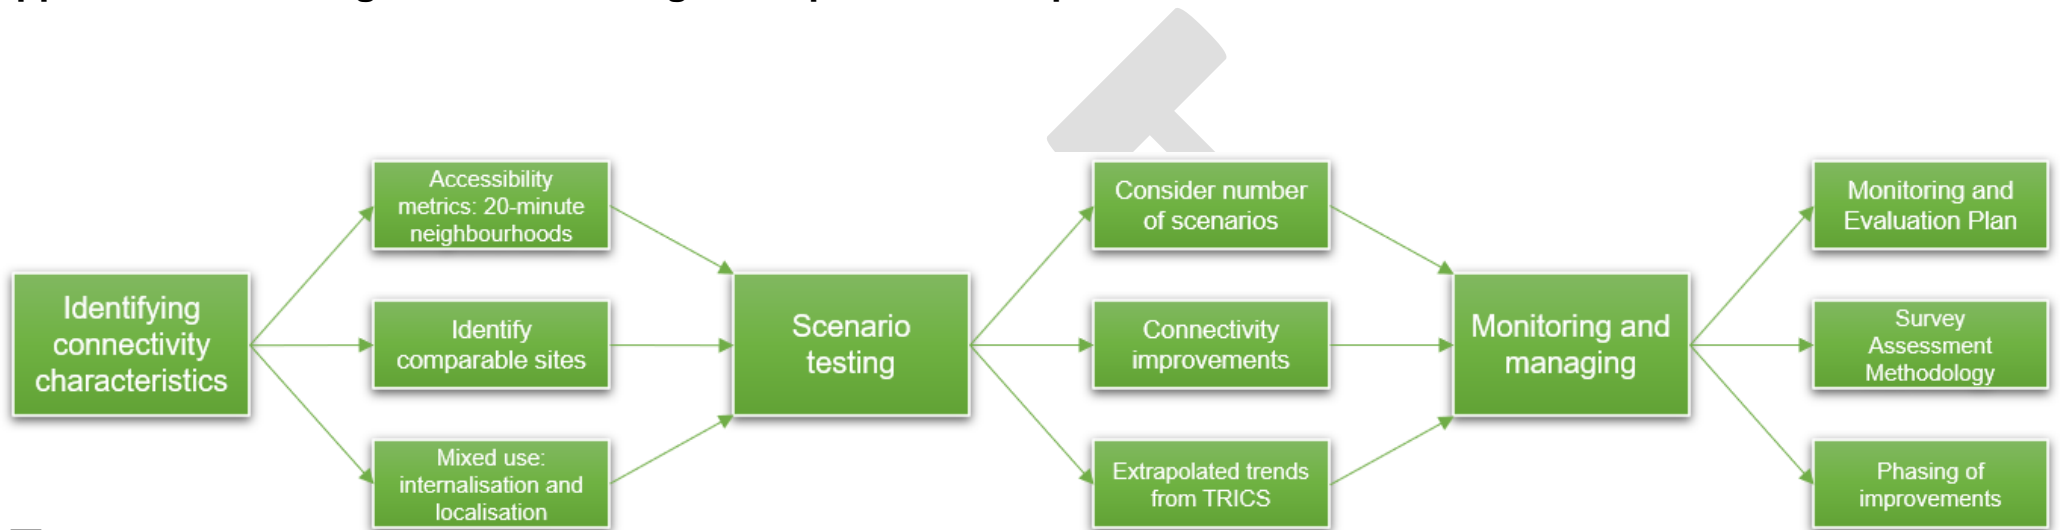 Identifying
connectivity
characteristics
Accessibility
metrics: 20-minute
neighbourhoods
Identify
comparable sites
Mixed use:
internalisation and
localisation
Scenario
testing
Consider number
of scenarios
Connectivity
improvements
Extrapolated trends
from TRICS
Monitoring and
managing
Monitoring and
Evaluation Plan
Survey
Assessment
Methodology
Phasing of
improvements